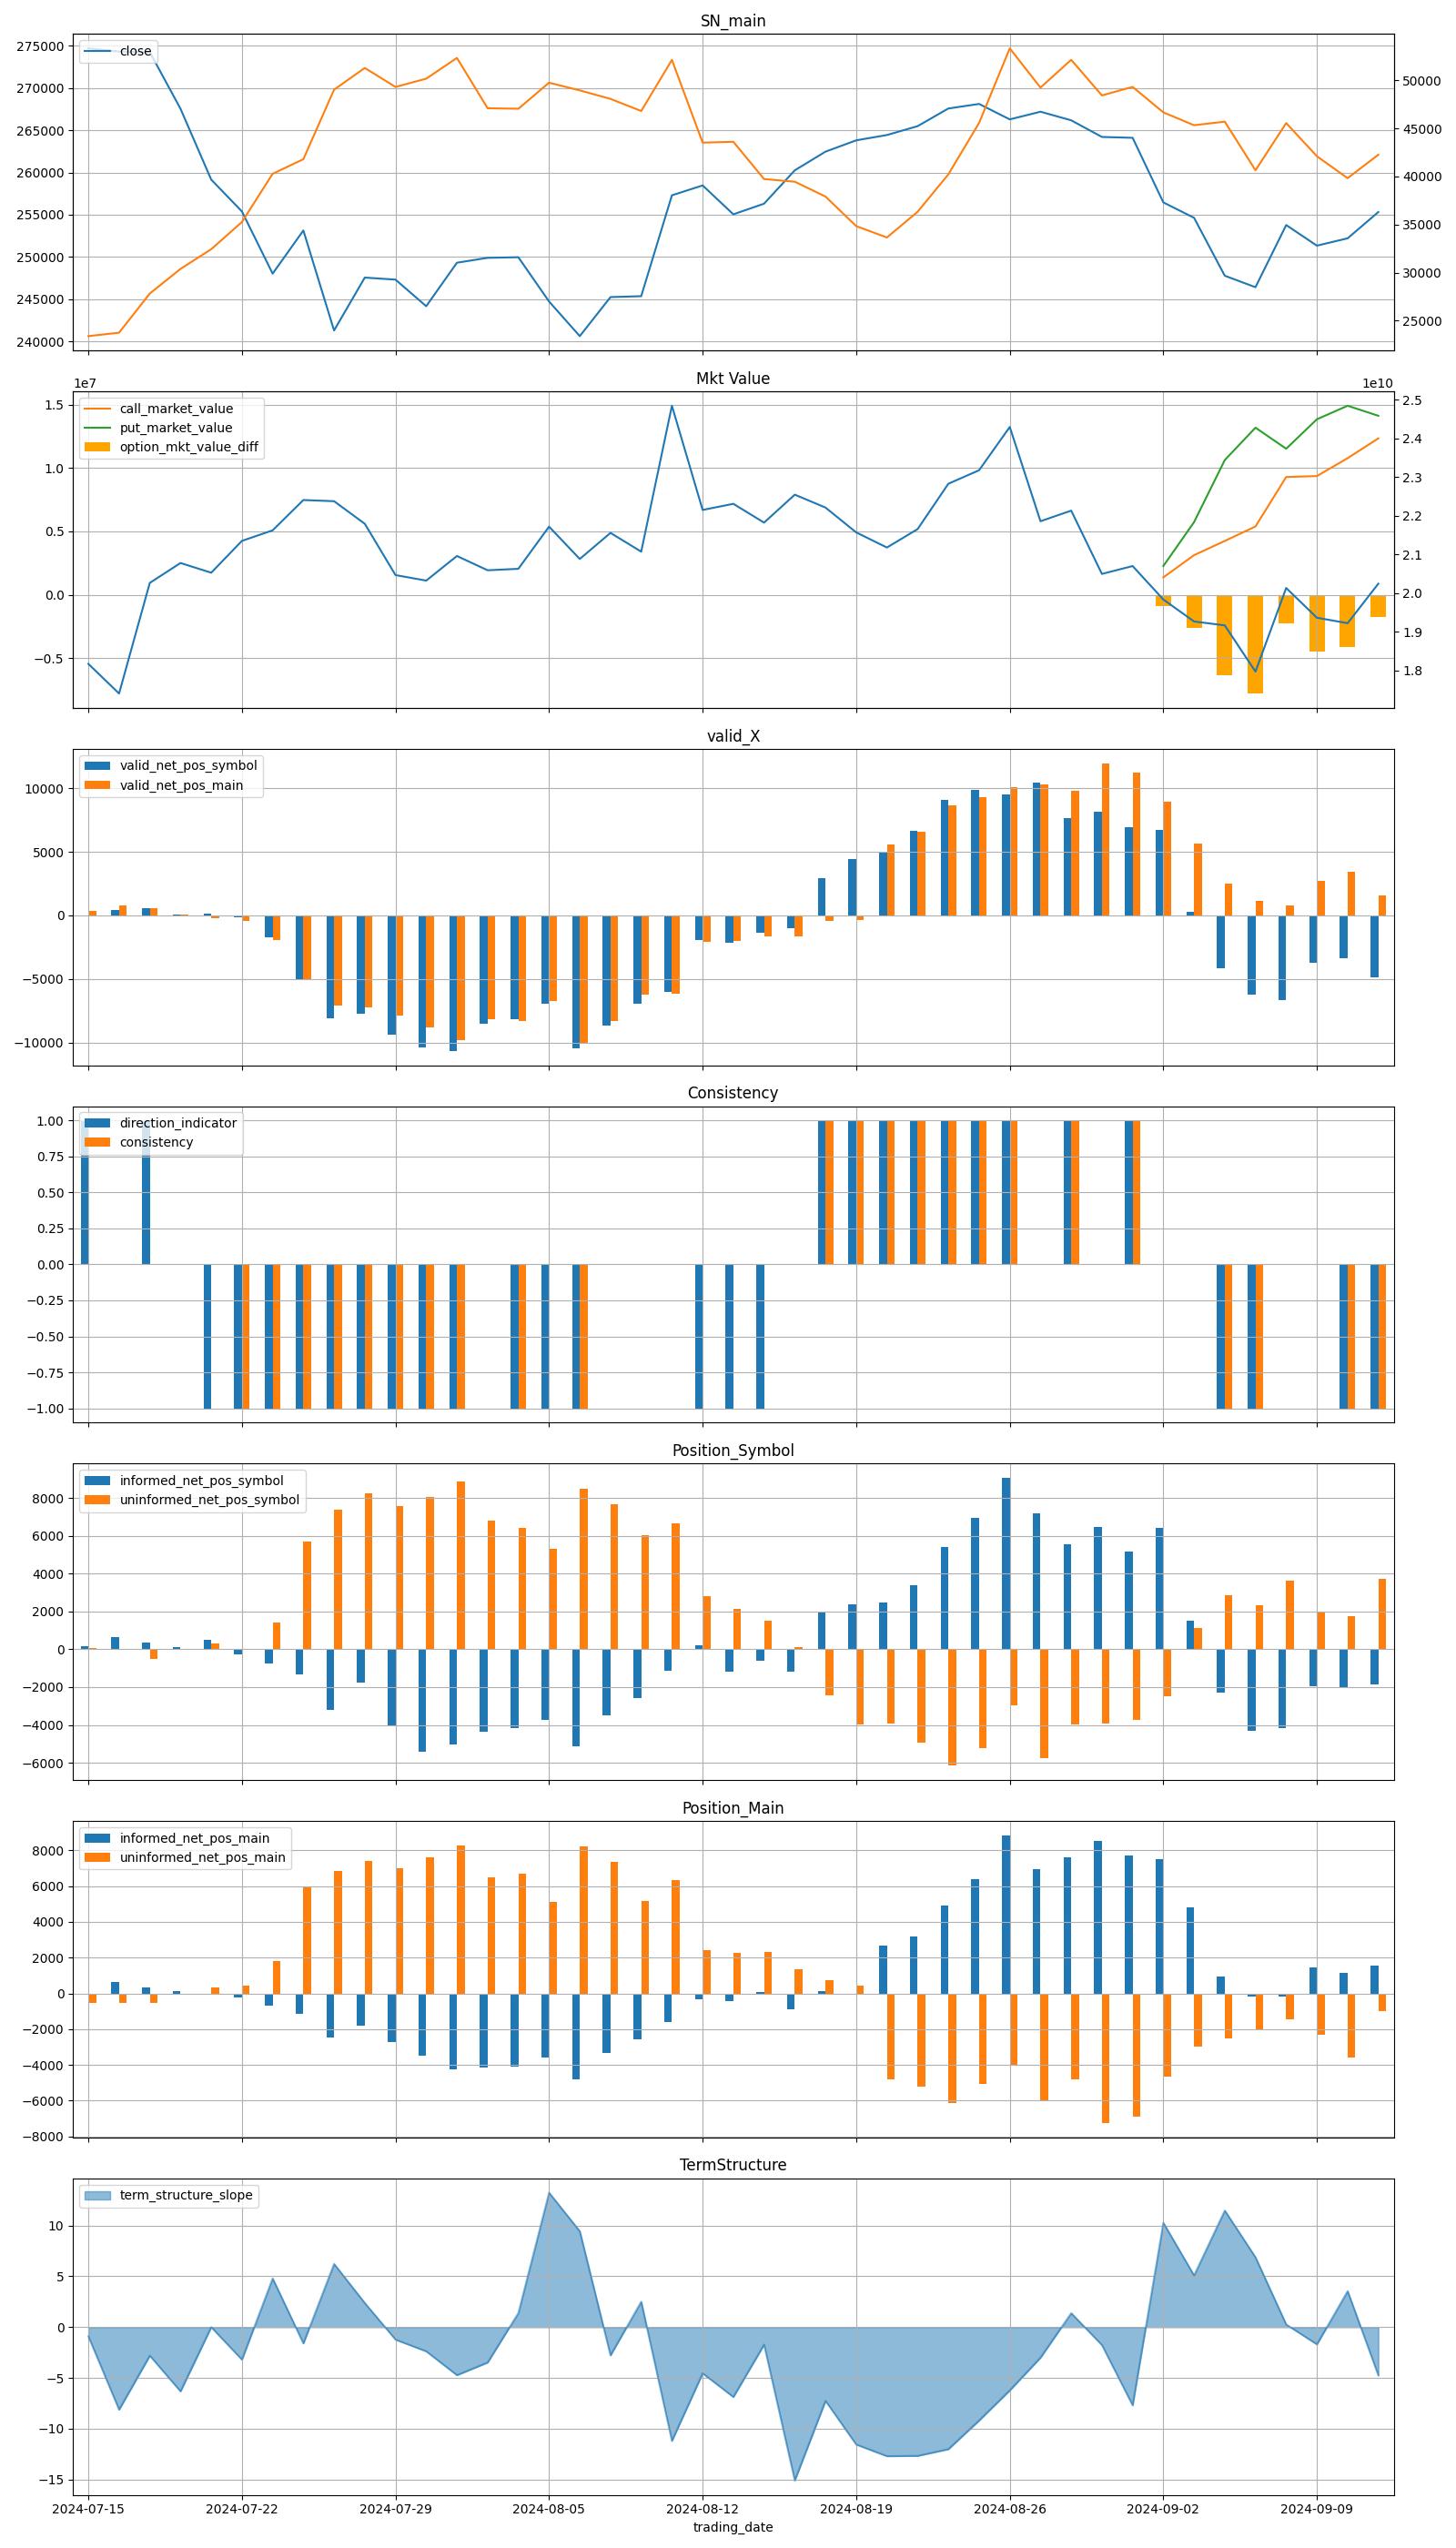 SN_main
close
275000
270000
265000
260000
255000
250000
245000
240000
50000
45000
40000
35000
30000
25000
Mkt Value
1e7
1e10
call_market_value
put_market_value
option_mkt_value_diff
1.5
1.0
0.5
0.0
−0.5
2.5
2.4
2.3
2.2
2.1
2.0
1.9
1.8
valid_X
valid_net_pos_symbol
valid_net_pos_main
10000
5000
0
−5000
−10000
Consistency
direction_indicator
consistency
1.00
0.75
0.50
0.25
0.00
−0.25
−0.50
−0.75
−1.00
Position_Symbol
informed_net_pos_symbol
uninformed_net_pos_symbol
8000
6000
4000
2000
0
−2000
−4000
−6000
Position_Main
informed_net_pos_main
uninformed_net_pos_main
8000
6000
4000
2000
0
−2000
−4000
−6000
−8000
TermStructure
term_structure_slope
10
5
0
−5
−10
−15
2024-07-15 2024-07-22 2024-07-29 2024-08-05 2024-08-12 2024-08-19 2024-08-26 2024-09-02 2024-09-09
trading_date